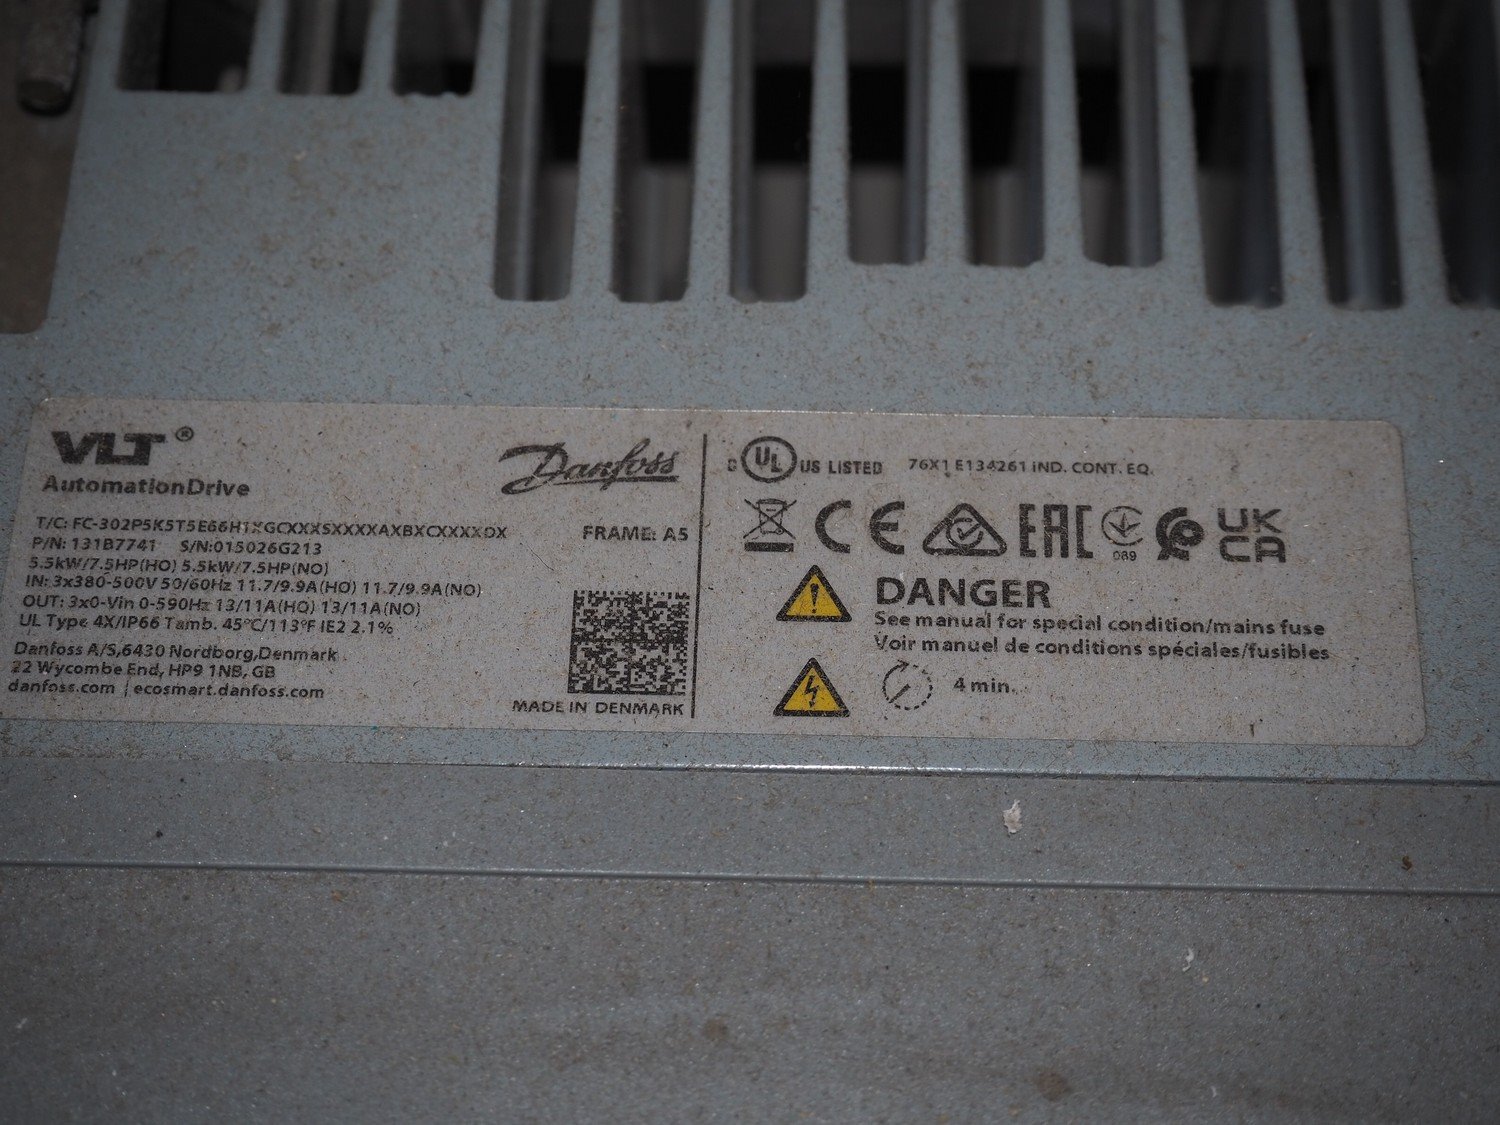 VLT®
AutomationDrive
Danfoss
T/C: FC-302P5K5T5E66H1XGCXXXSXXXXAXBXCXXXXDX
FRAME: A5
P/N: 131B7741 S/N:015026G213
5.5kW/7.5HP(HO) 5.5kW/7.5HP(NO)
IN: 3x380-500V 50/60Hz 11.7/9.9A(HO) 11.7/9.9A(NO)
OUT: 3x0-Vin 0-590Hz 13/11A(HO) 13/11A(NO)
UL Type 4X/IP66 Tamb. 45°C/113°F IE2 2.1%
Danfoss A/S,6430 Nordborg,Denmark
22 Wycombe End, HP9 1NB, GB
danfoss.com | ecosmart.danfoss.com
MADE IN DENMARK
C UL US LISTED 76X1 E134261 IND. CONT. EQ.
CE EAC 089 UK CA
DANGER
See manual for special condition/mains fuse
Voir manuel de conditions spéciales/fusibles
4 min.